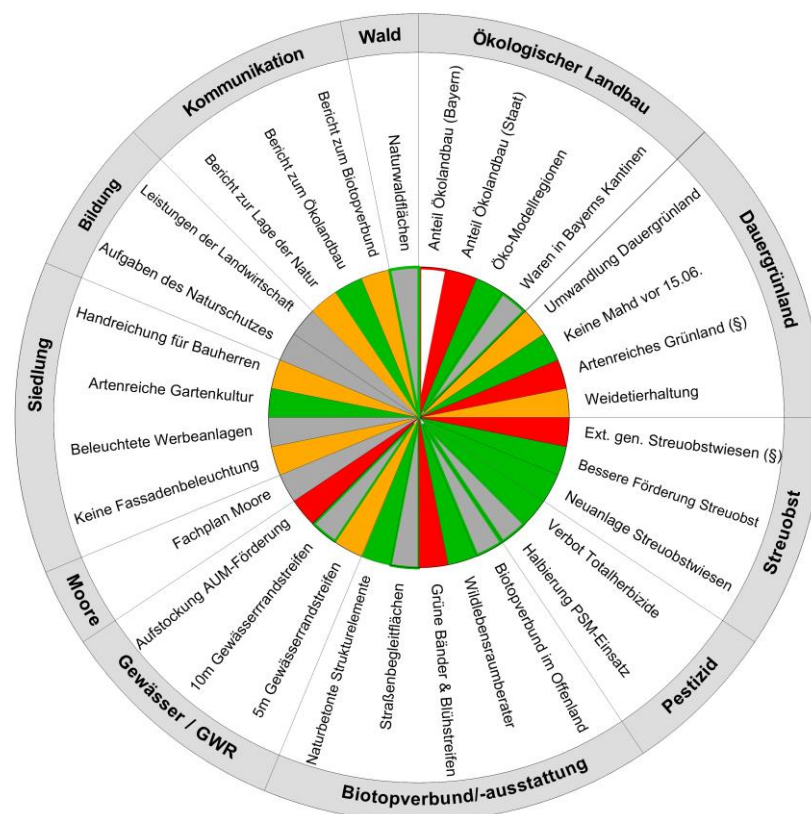 Wald
Ökologischer Landbau
Dauergrünland
Streuobst
Pestizid
Biotopverbund/-ausstattung
Gewässer / GWR
Moore
Siedlung
Bildung
Kommunikation
Naturwaldflächen
Anteil Ökolandbau (Bayern)
Anteil Ökolandbau (Staat)
Öko-Modellregionen
Waren in Bayerns Kantinen
Umwandlung Dauergrünland
Keine Mahd vor 15.06.
Artenreiches Grünland (§)
Weidetierhaltung
Ext. gen. Streuobstwiesen (§)
Bessere Förderung Streuobst
Neuanlage Streuobstwiesen
Verbot Totalherbizide
Halbierung PSM-Einsatz
Biotopverbund im Offenland
Wildlebensraumberater
Grüne Bänder & Blühstreifen
Straßenbegleitflächen
Naturbetonte Strukturelemente
5m Gewässerrandstreifen
10m Gewässerrrandstreifen
Aufstockung AUM-Förderung
Fachplan Moore
Keine Fassadenbeleuchtung
Beleuchtete Werbeanlagen
Artenreiche Gartenkultur
Handreichung für Bauherren
Aufgaben des Naturschutzes
Leistungen der Landwirtschaft
Bericht zur Lage der Natur
Bericht zum Ökolandbau
Bericht zum Biotopverbund